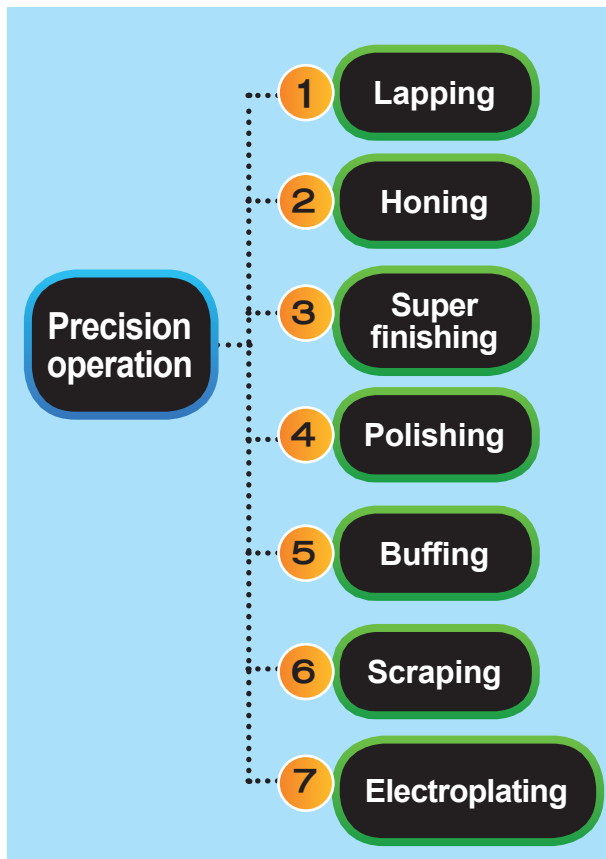 Precision
operation
1
Lapping
2
Honing
3
Super
finishing
4
Polishing
5
Buffing
6
Scraping
7
Electroplating